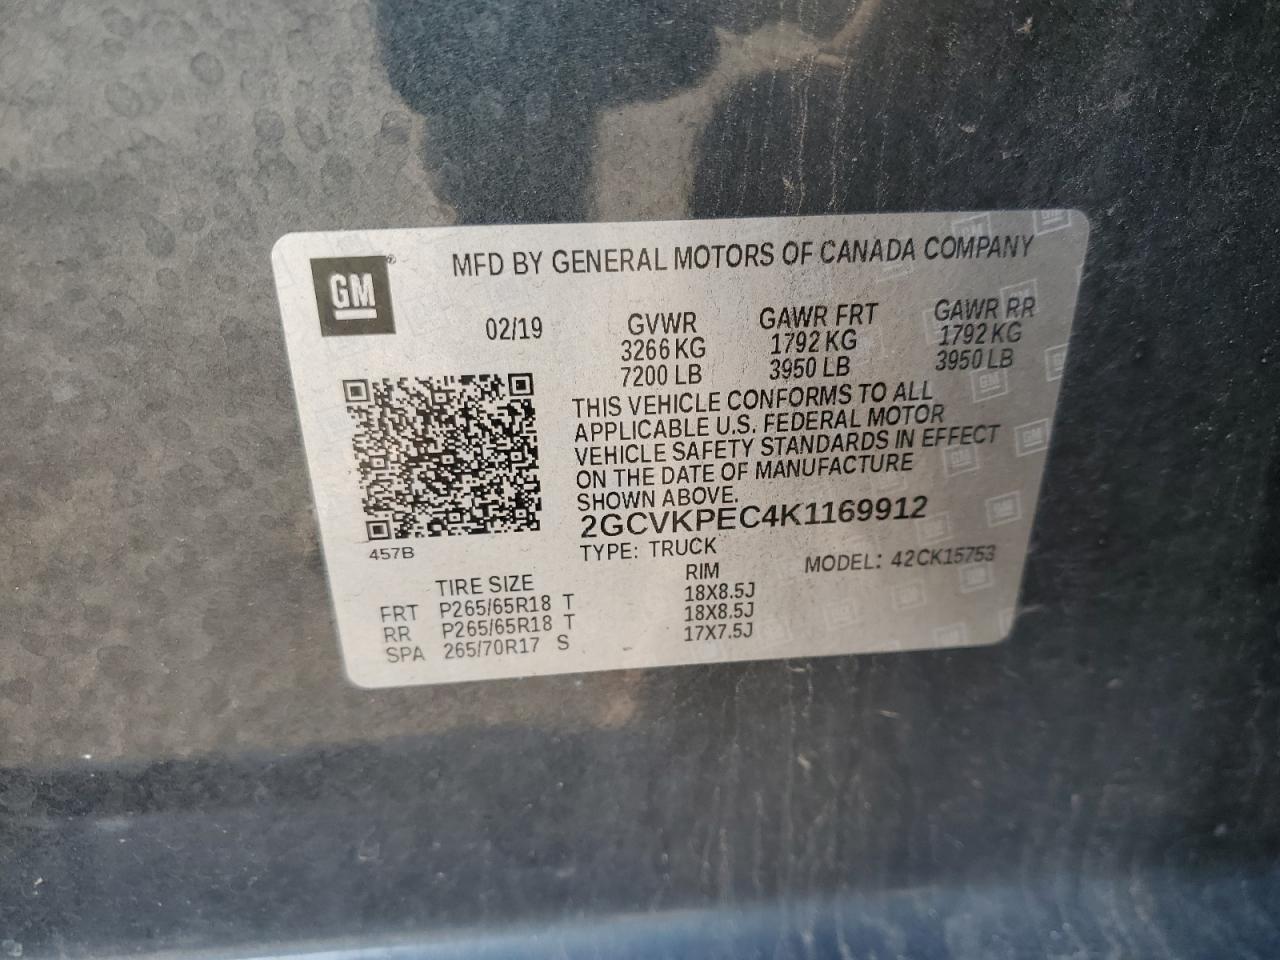 GM
MFD BY GENERAL MOTORS OF CANADA COMPANY
02/19
GVWR GAWR FRT GAWR RR
3266 KG 1792 KG 1792 KG
7200 LB 3950 LB 3950 LB
THIS VEHICLE CONFORMS TO ALL
APPLICABLE U.S. FEDERAL MOTOR
VEHICLE SAFETY STANDARDS IN EFFECT
ON THE DATE OF MANUFACTURE
SHOWN ABOVE.
2GCVKPEC4K1169912
457B
TYPE: TRUCK MODEL: 42CK15753
TIRE SIZE RIM
FRT P265/65R18 T 18X8.5J
RR P265/65R18 T 18X8.5J
SPA 265/70R17 S 17X7.5J